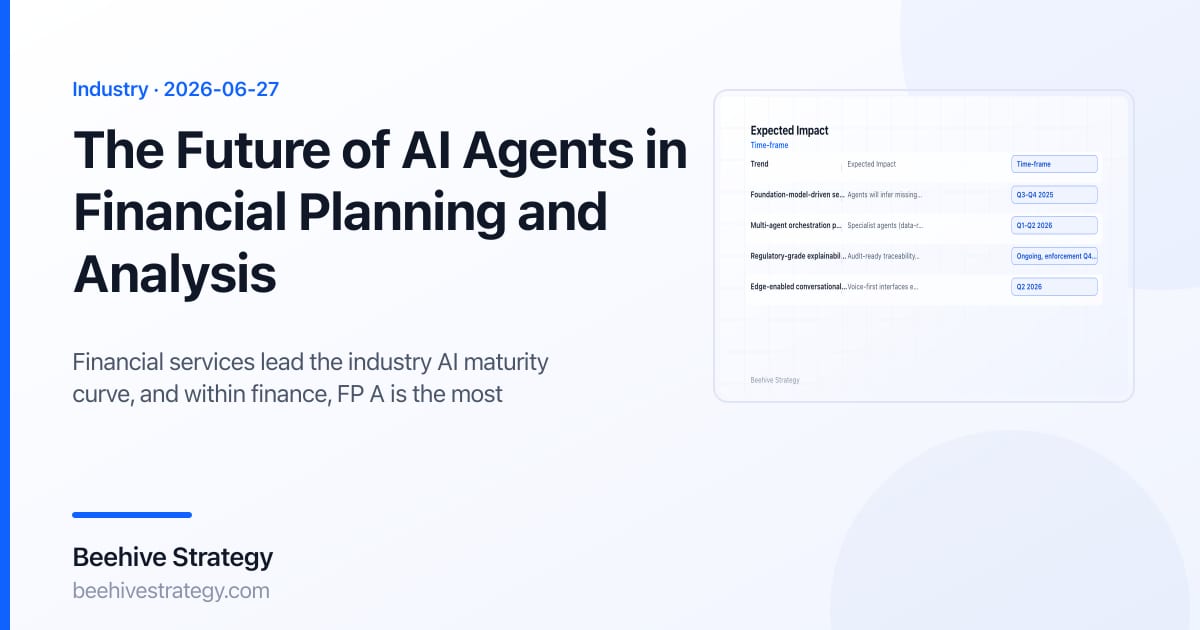 Industry · 2026-06-27
The Future of AI Agents in
Financial Planning and
Analysis
Financial services lead the industry AI maturity
curve, and within finance, FP A is the most
Beehive Strategy
beehivestrategy.com
Expected Impact
Time-frame
Trend Expected Impact Time-frame
Foundation-model-driven se... Agents will infer missing... Q3-Q4 2025
Multi-agent orchestration p... Specialist agents (data-r... Q1-Q2 2026
Regulatory-grade explainabil... Audit-ready traceability... Ongoing, enforcement Q4...
Edge-enabled conversational... Voice-first interfaces e... Q2 2026
Beehive Strategy